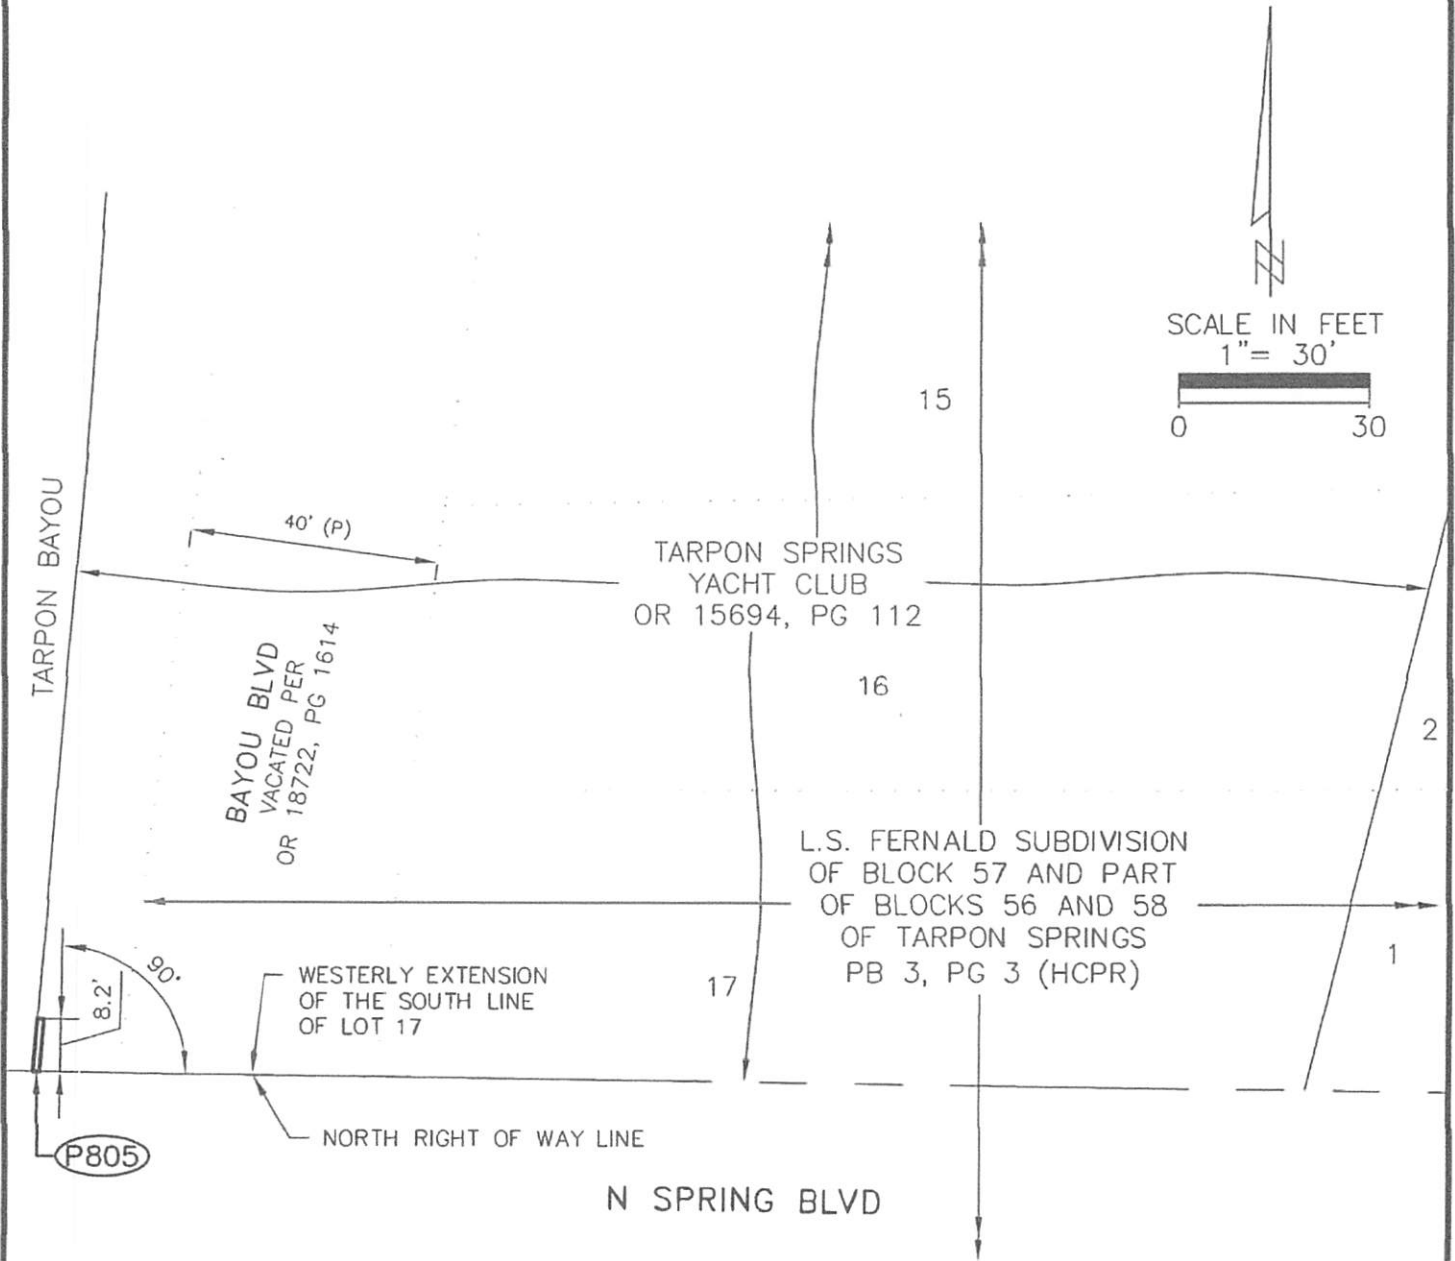 N
SCALE IN FEET
1"= 30'
0 30
15
TARPON BAYOU
40' (P)
TARPON SPRINGS
YACHT CLUB
OR 15694, PG 112
BAYOU BLVD
VACATED PER
OR 18722, PG 1614
16
2
L.S. FERNALD SUBDIVISION
OF BLOCK 57 AND PART
OF BLOCKS 56 AND 58
OF TARPON SPRINGS
PB 3, PG 3 (HCPR)
1
90°
8.2'
WESTERLY EXTENSION
OF THE SOUTH LINE
OF LOT 17
17
NORTH RIGHT OF WAY LINE
P805
N SPRING BLVD